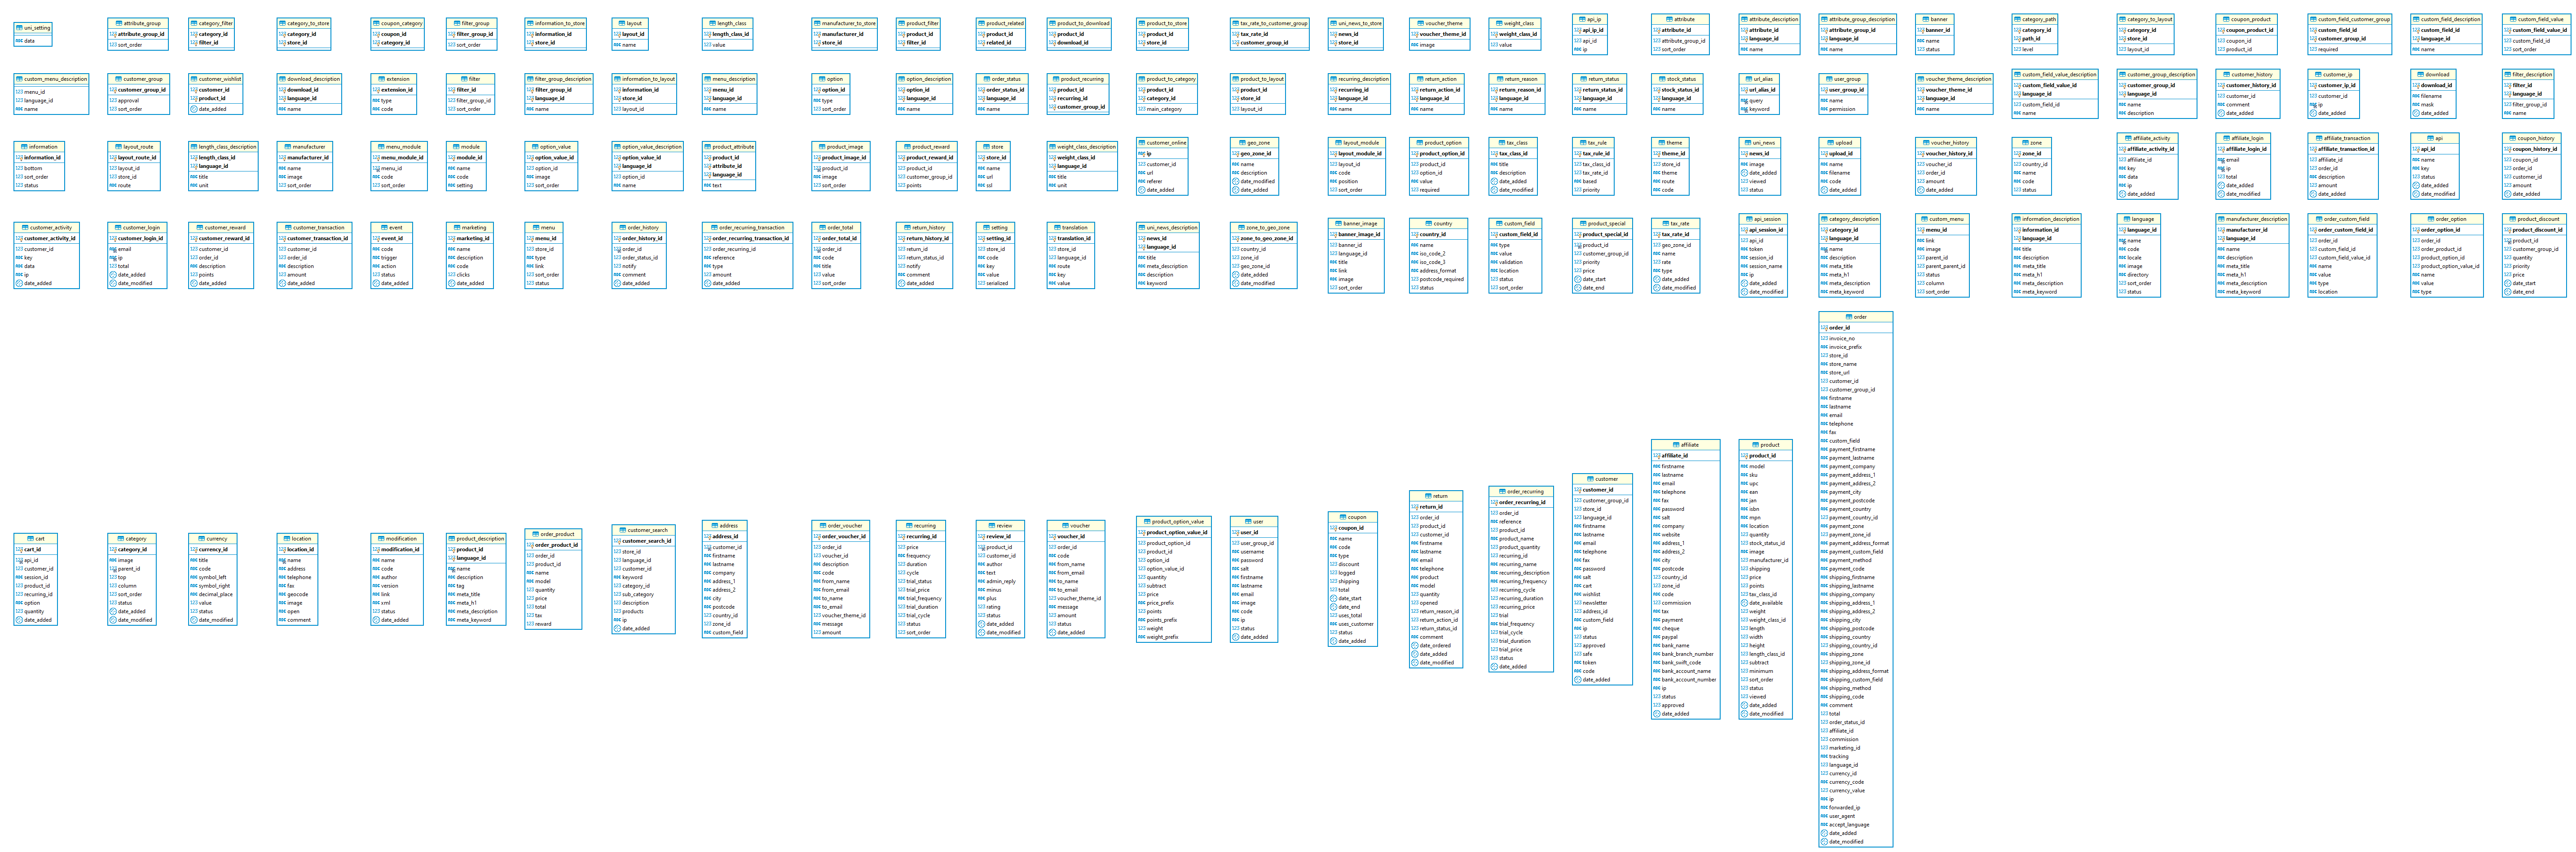 uni_setting
data
attribute_group
attribute_group_id
sort_order
category_filter
category_id
filter_id
category_to_store
category_id
store_id
coupon_category
coupon_id
category_id
filter_group
filter_group_id
sort_order
information_to_store
information_id
store_id
layout
layout_id
name
length_class
length_class_id
value
manufacturer_to_store
manufacturer_id
store_id
product_filter
product_id
filter_id
product_related
product_id
related_id
product_to_download
product_id
download_id
product_to_store
product_id
store_id
tax_rate_to_customer_group
tax_rate_id
customer_group_id
uni_news_to_store
news_id
store_id
voucher_theme
voucher_theme_id
image
weight_class
weight_class_id
value
api_ip
api_ip_id
api_id
ip
attribute
attribute_id
attribute_group_id
sort_order
attribute_description
attribute_id
language_id
name
attribute_group_description
attribute_group_id
language_id
name
banner
banner_id
name
status
category_path
category_id
path_id
level
category_to_layout
category_id
store_id
layout_id
coupon_product
coupon_product_id
coupon_id
product_id
custom_field_customer_group
custom_field_id
customer_group_id
required
custom_field_description
custom_field_id
language_id
name
custom_field_value
custom_field_value_id
custom_field_id
sort_order
custom_menu_description
menu_id
language_id
name
customer_group
customer_group_id
approval
sort_order
customer_wishlist
customer_id
product_id
date_added
download_description
download_id
language_id
name
extension
extension_id
type
code
filter
filter_id
filter_group_id
sort_order
filter_group_description
filter_group_id
language_id
name
information_to_layout
information_id
store_id
layout_id
menu_description
menu_id
language_id
name
option
option_id
type
sort_order
option_description
option_id
language_id
name
order_status
order_status_id
language_id
name
product_recurring
product_id
recurring_id
customer_group_id
product_to_category
product_id
category_id
main_category
product_to_layout
product_id
store_id
layout_id
recurring_description
recurring_id
language_id
name
return_action
return_action_id
language_id
name
return_reason
return_reason_id
language_id
name
return_status
return_status_id
language_id
name
stock_status
stock_status_id
language_id
name
url_alias
url_alias_id
query
keyword
user_group
user_group_id
name
permission
voucher_theme_description
voucher_theme_id
language_id
name
custom_field_value_description
custom_field_value_id
language_id
custom_field_id
name
customer_group_description
customer_group_id
language_id
name
description
customer_history
customer_history_id
customer_id
comment
date_added
customer_ip
customer_ip_id
customer_id
ip
date_added
download
download_id
filename
mask
date_added
filter_description
filter_id
language_id
filter_group_id
name
information
information_id
bottom
sort_order
status
layout_route
layout_route_id
layout_id
store_id
route
length_class_description
length_class_id
language_id
title
unit
manufacturer
manufacturer_id
name
image
sort_order
menu_module
menu_module_id
menu_id
code
sort_order
module
module_id
name
code
setting
option_value
option_value_id
option_id
image
sort_order
option_value_description
option_value_id
language_id
option_id
name
product_attribute
product_id
attribute_id
language_id
text
product_image
product_image_id
product_id
image
sort_order
product_reward
product_reward_id
product_id
customer_group_id
points
store
store_id
name
url
ssl
weight_class_description
weight_class_id
language_id
title
unit
customer_online
ip
customer_id
url
referer
date_added
geo_zone
geo_zone_id
name
description
date_modified
date_added
layout_module
layout_module_id
layout_id
code
position
sort_order
product_option
product_option_id
product_id
option_id
value
required
tax_class
tax_class_id
title
description
date_added
date_modified
tax_rule
tax_rule_id
tax_class_id
tax_rate_id
based
priority
theme
theme_id
store_id
theme
route
code
uni_news
news_id
image
date_added
viewed
status
upload
upload_id
name
filename
code
date_added
voucher_history
voucher_history_id
voucher_id
order_id
amount
date_added
zone
zone_id
country_id
name
code
status
affiliate_activity
affiliate_activity_id
affiliate_id
key
data
ip
date_added
affiliate_login
affiliate_login_id
email
ip
total
date_added
date_modified
affiliate_transaction
affiliate_transaction_id
affiliate_id
order_id
description
amount
date_added
api
api_id
name
key
status
date_added
date_modified
coupon_history
coupon_history_id
coupon_id
order_id
customer_id
amount
date_added
customer_activity
customer_activity_id
customer_id
key
data
ip
date_added
customer_login
customer_login_id
email
ip
total
date_added
date_modified
customer_reward
customer_reward_id
customer_id
order_id
description
points
date_added
customer_transaction
customer_transaction_id
customer_id
order_id
description
amount
date_added
event
event_id
code
trigger
action
status
date_added
marketing
marketing_id
name
description
code
clicks
date_added
menu
menu_id
store_id
type
link
sort_order
status
order_history
order_history_id
order_id
order_status_id
notify
comment
date_added
order_recurring_transaction
order_recurring_transaction_id
order_recurring_id
reference
type
amount
date_added
order_total
order_total_id
order_id
code
title
value
sort_order
return_history
return_history_id
return_id
return_status_id
notify
comment
date_added
setting
setting_id
store_id
code
key
value
serialized
translation
translation_id
store_id
language_id
route
key
value
uni_news_description
news_id
language_id
title
meta_description
description
keyword
zone_to_geo_zone
zone_to_geo_zone_id
country_id
zone_id
geo_zone_id
date_added
date_modified
banner_image
banner_image_id
banner_id
language_id
title
link
image
sort_order
country
country_id
name
iso_code_2
iso_code_3
address_format
postcode_required
status
custom_field
custom_field_id
type
value
validation
location
status
sort_order
product_special
product_special_id
product_id
customer_group_id
priority
price
date_start
date_end
tax_rate
tax_rate_id
geo_zone_id
name
rate
type
date_added
date_modified
api_session
api_session_id
api_id
token
session_id
session_name
ip
date_added
date_modified
category_description
category_id
language_id
name
description
meta_title
meta_h1
meta_description
meta_keyword
custom_menu
menu_id
link
image
parent_id
parent_parent_id
status
column
sort_order
information_description
information_id
language_id
title
description
meta_title
meta_h1
meta_description
meta_keyword
language
language_id
name
code
locale
image
directory
sort_order
status
manufacturer_description
manufacturer_id
language_id
name
description
meta_title
meta_h1
meta_description
meta_keyword
order_custom_field
order_custom_field_id
order_id
custom_field_id
custom_field_value_id
name
value
type
location
order_option
order_option_id
order_id
order_product_id
product_option_id
product_option_value_id
name
value
type
product_discount
product_discount_id
product_id
customer_group_id
quantity
priority
price
date_start
date_end
cart
cart_id
api_id
customer_id
session_id
product_id
recurring_id
option
quantity
date_added
category
category_id
image
parent_id
top
column
sort_order
status
date_added
date_modified
currency
currency_id
title
code
symbol_left
symbol_right
decimal_place
value
status
date_modified
location
location_id
name
address
telephone
fax
geocode
image
open
comment
modification
modification_id
name
code
author
version
link
xml
status
date_added
product_description
product_id
language_id
name
description
tag
meta_title
meta_h1
meta_description
meta_keyword
order_product
order_product_id
order_id
product_id
name
model
quantity
price
total
tax
reward
customer_search
customer_search_id
store_id
language_id
customer_id
keyword
category_id
sub_category
description
products
ip
date_added
address
address_id
customer_id
firstname
lastname
company
address_1
address_2
city
postcode
country_id
zone_id
custom_field
order_voucher
order_voucher_id
order_id
voucher_id
description
code
from_name
from_email
to_name
to_email
voucher_theme_id
message
amount
recurring
recurring_id
price
frequency
duration
cycle
trial_status
trial_price
trial_frequency
trial_duration
trial_cycle
status
sort_order
review
review_id
product_id
customer_id
author
text
admin_reply
minus
plus
rating
status
date_added
date_modified
voucher
voucher_id
order_id
code
from_name
from_email
to_name
to_email
voucher_theme_id
message
amount
status
date_added
product_option_value
product_option_value_id
product_option_id
product_id
option_id
option_value_id
quantity
subtract
price
price_prefix
points
points_prefix
weight
weight_prefix
user
user_id
user_group_id
username
password
salt
firstname
lastname
email
image
code
ip
status
date_added
coupon
coupon_id
name
code
type
discount
logged
shipping
total
date_start
date_end
uses_total
uses_customer
status
date_added
return
return_id
order_id
product_id
customer_id
firstname
lastname
email
telephone
product
model
quantity
opened
return_reason_id
return_action_id
return_status_id
comment
date_ordered
date_added
date_modified
order_recurring
order_recurring_id
order_id
reference
product_id
product_name
product_quantity
recurring_id
recurring_name
recurring_description
recurring_frequency
recurring_cycle
recurring_duration
recurring_price
trial
trial_frequency
trial_cycle
trial_duration
trial_price
status
date_added
customer
customer_id
customer_group_id
store_id
language_id
firstname
lastname
email
telephone
fax
password
salt
cart
wishlist
newsletter
address_id
custom_field
ip
status
approved
safe
token
code
date_added
affiliate
affiliate_id
firstname
lastname
email
telephone
fax
password
salt
company
website
address_1
address_2
city
postcode
country_id
zone_id
code
commission
tax
payment
cheque
paypal
bank_name
bank_branch_number
bank_swift_code
bank_account_name
bank_account_number
ip
status
approved
date_added
product
product_id
model
sku
upc
ean
jan
isbn
mpn
location
quantity
stock_status_id
image
manufacturer_id
shipping
price
points
tax_class_id
date_available
weight
weight_class_id
length
width
height
length_class_id
subtract
minimum
sort_order
status
viewed
date_added
date_modified
order
order_id
invoice_no
invoice_prefix
store_id
store_name
store_url
customer_id
customer_group_id
firstname
lastname
email
telephone
fax
custom_field
payment_firstname
payment_lastname
payment_company
payment_address_1
payment_address_2
payment_city
payment_postcode
payment_country
payment_country_id
payment_zone
payment_zone_id
payment_address_format
payment_custom_field
payment_method
payment_code
shipping_firstname
shipping_lastname
shipping_company
shipping_address_1
shipping_address_2
shipping_city
shipping_postcode
shipping_country
shipping_country_id
shipping_zone
shipping_zone_id
shipping_address_format
shipping_custom_field
shipping_method
shipping_code
comment
total
order_status_id
affiliate_id
commission
marketing_id
tracking
language_id
currency_id
currency_code
currency_value
ip
forwarded_ip
user_agent
accept_language
date_added
date_modified